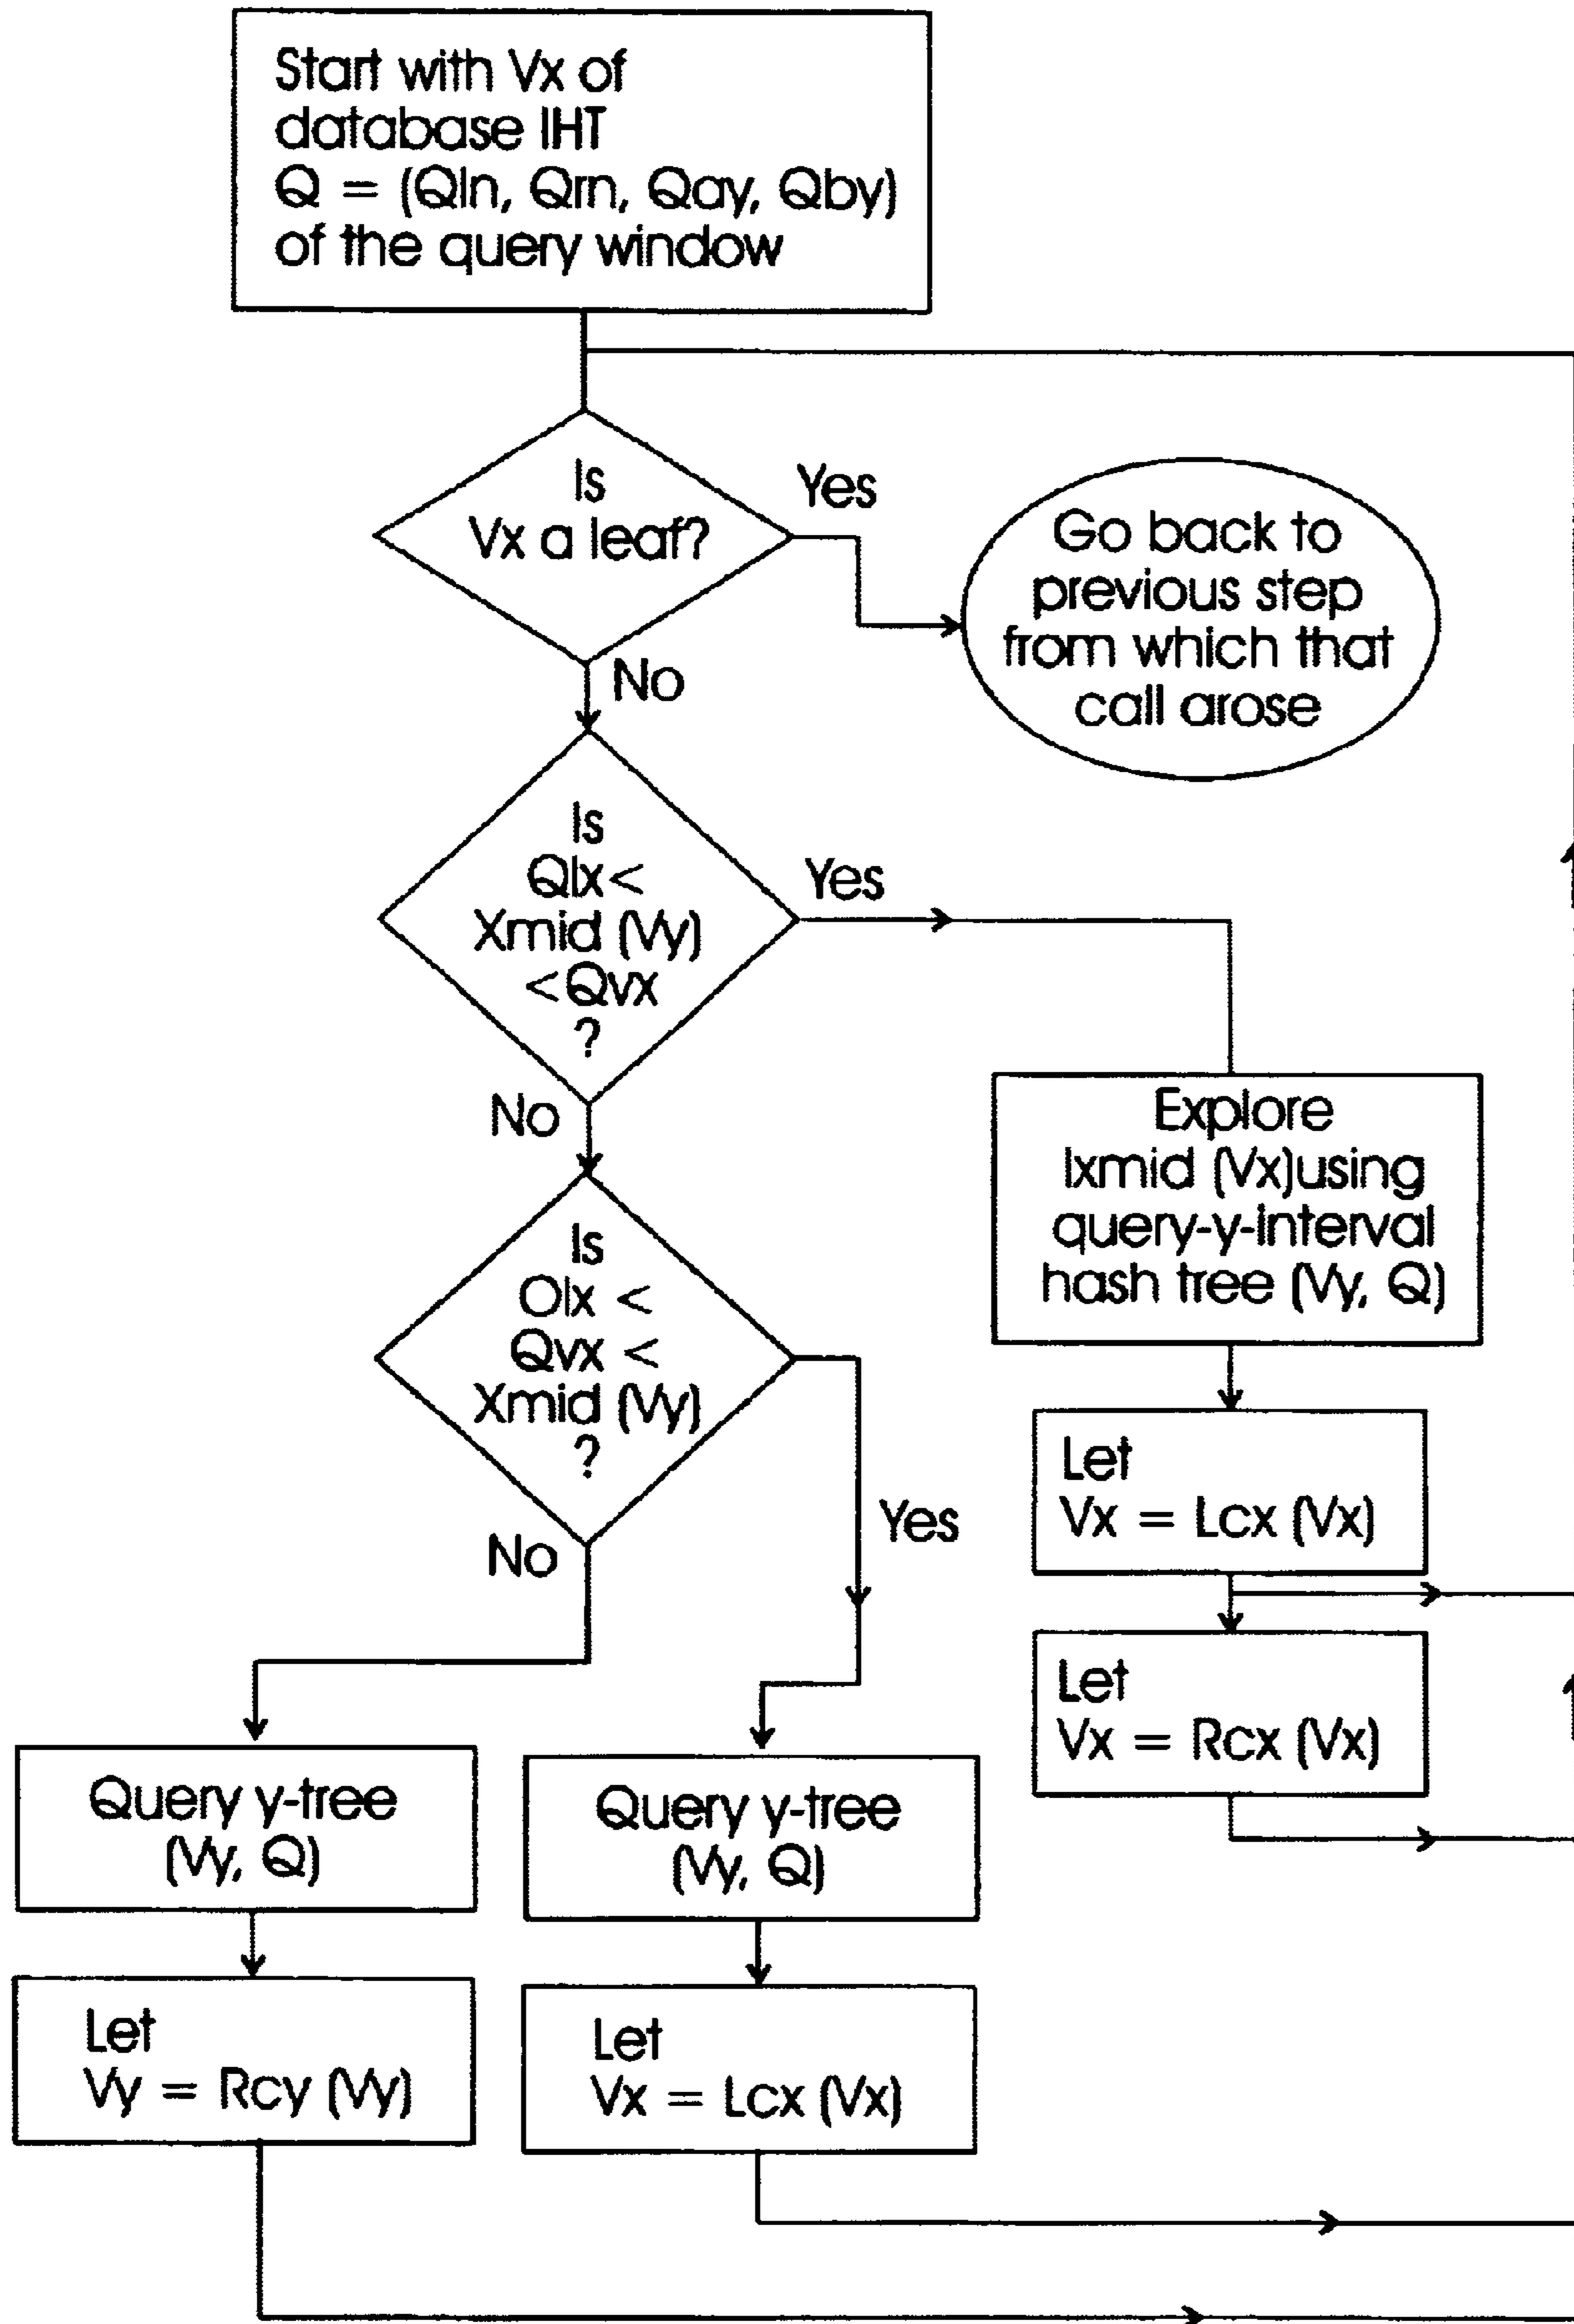 Start with Vx of
database IHT
Q = (Qln, Qrn, Qay, Qby)
of the query window
Is
Vx a leaf?
Yes
Go back to
previous step
from which that
call arose
No
Is
Qlx<
Xmid (Vy)
<Qvx
?
Yes
Explore
Ixmid (Vx)using
query-y-interval
hash tree (Vy, Q)
Let
Vx = Lcx (Vx)
Let
Vx = Rcx (Vx)
No
Is
Olx <
Qvx <
Xmid (Vy)
?
Yes
No
Query y-tree
(Vy, Q)
Let
Vy = Rcy (Vy)
Query y-tree
(Vy, Q)
Let
Vx = Lcx (Vx)